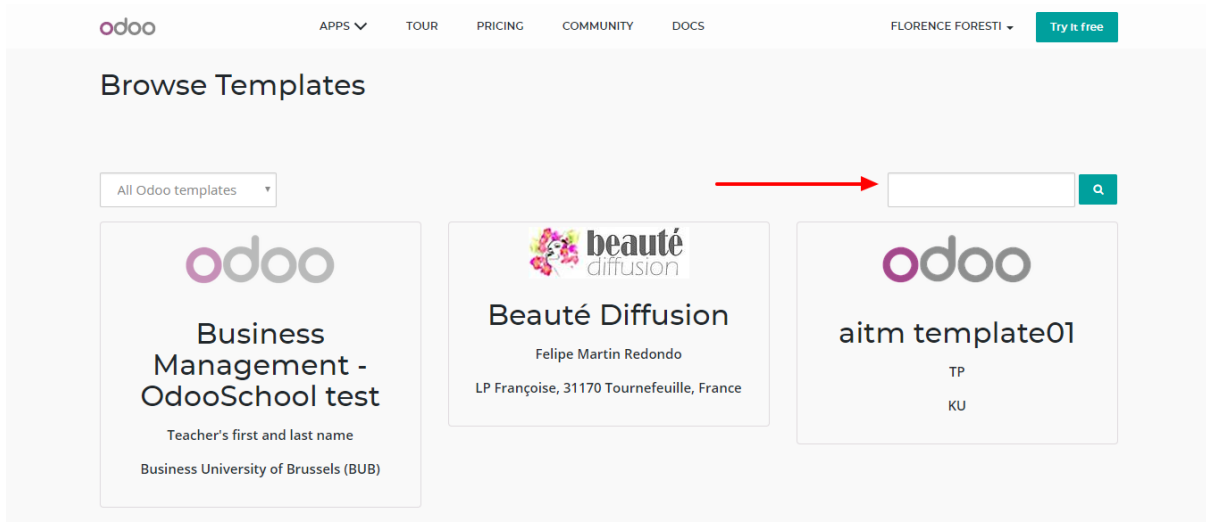 odoo APPS TOUR PRICING COMMUNITY DOCS FLORENCE FORESTI Try It free
Browse Templates
All Odoo templates
odoo
Business
Management -
OdooSchool test
Teacher's first and last name
Business University of Brussels (BUB)
beauté
diffusion
Beauté Diffusion
Felipe Martin Redondo
LP Françoise, 31170 Tournefeuille, France
odoo
aitm template01
TP
KU